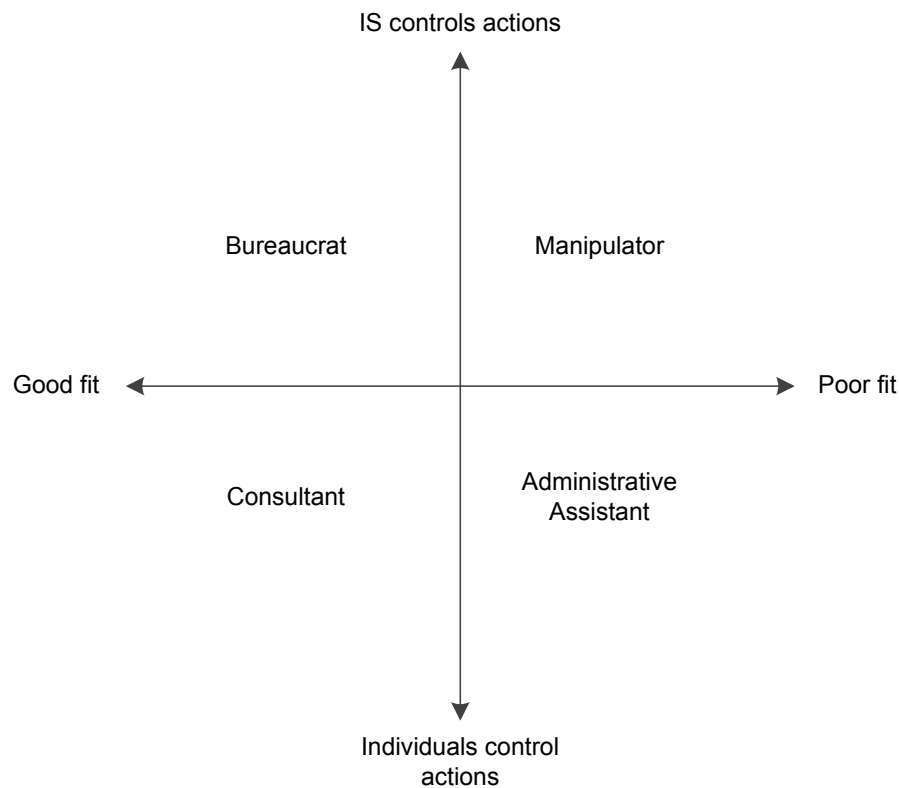 IS controls actions
Bureaucrat
Manipulator
Good fit
Poor fit
Consultant
Administrative
Assistant
Individuals control
actions